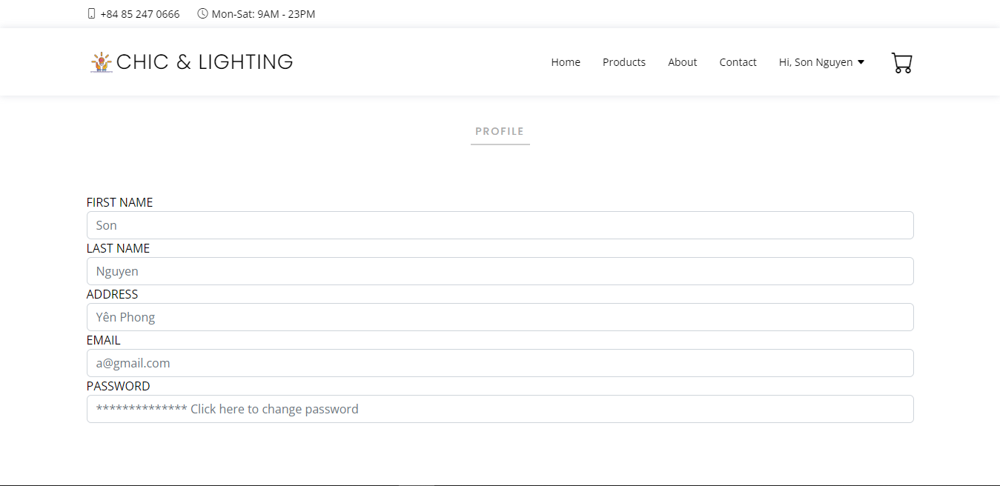 +84 85 247 0666 Mon-Sat: 9AM - 23PM
CHIC & LIGHTING Home Products About Contact Hi, Son Nguyen
PROFILE
FIRST NAME
Son
LAST NAME
Nguyen
ADDRESS
Yên Phong
EMAIL
a@gmail.com
PASSWORD
************** Click here to change password